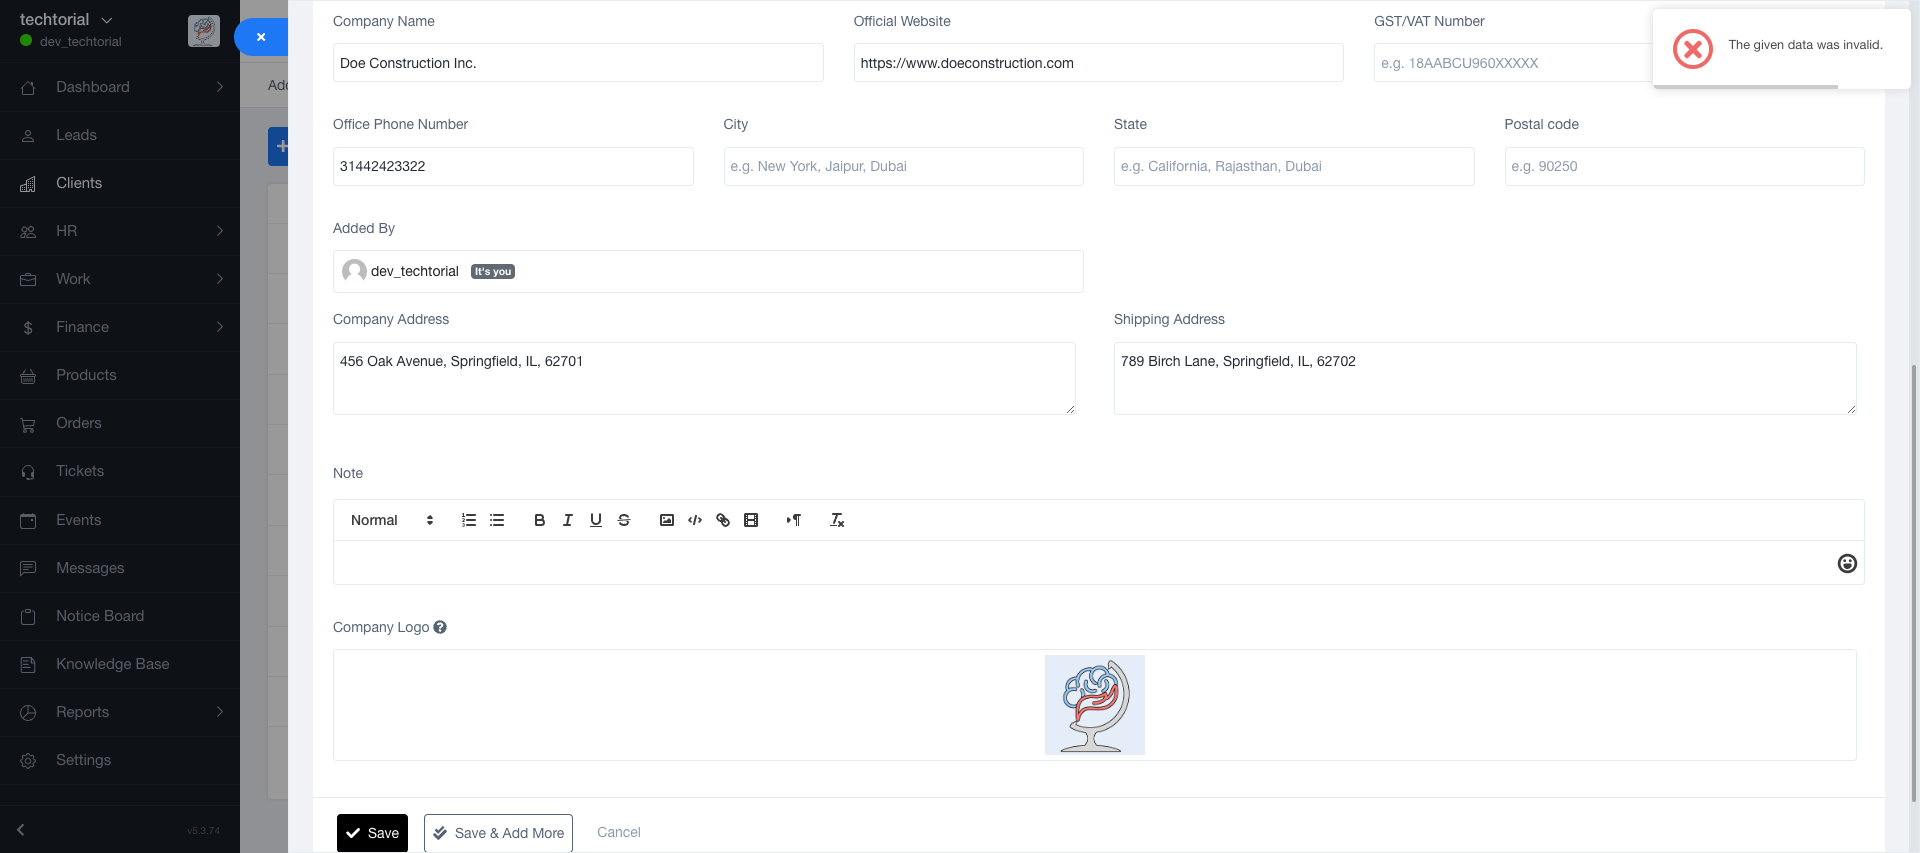 techtorial
dev_techtorial
Dashboard
Leads
Clients
HR
Work
Finance
Products
Orders
Tickets
Events
Messages
Notice Board
Knowledge Base
Reports
Settings
v5.3.74
Company Name
Official Website
GST/VAT Number
Doe Construction Inc.
https://www.doeconstruction.com
e.g. 18AABCU960XXXXX
The given data was invalid.
Office Phone Number
City
State
Postal code
31442423322
e.g. New York, Jaipur, Dubai
e.g. California, Rajasthan, Dubai
e.g. 90250
Added By
dev_techtorial It's you
Company Address
Shipping Address
456 Oak Avenue, Springfield, IL, 62701
789 Birch Lane, Springfield, IL, 62702
Note
Normal
Company Logo
Save
Save & Add More
Cancel